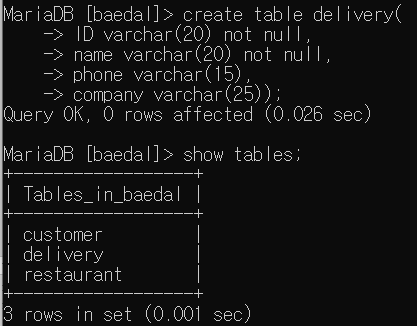 MariaDB [baedal]> create table delivery(
    -> ID varchar(20) not null,
    -> name varchar(20) not null,
    -> phone varchar(15),
    -> company varchar(25));
Query OK, 0 rows affected (0.026 sec)

MariaDB [baedal]> show tables;
+------------------+
| Tables_in_baedal |
+------------------+
| customer         |
| delivery         |
| restaurant       |
+------------------+
3 rows in set (0.001 sec)